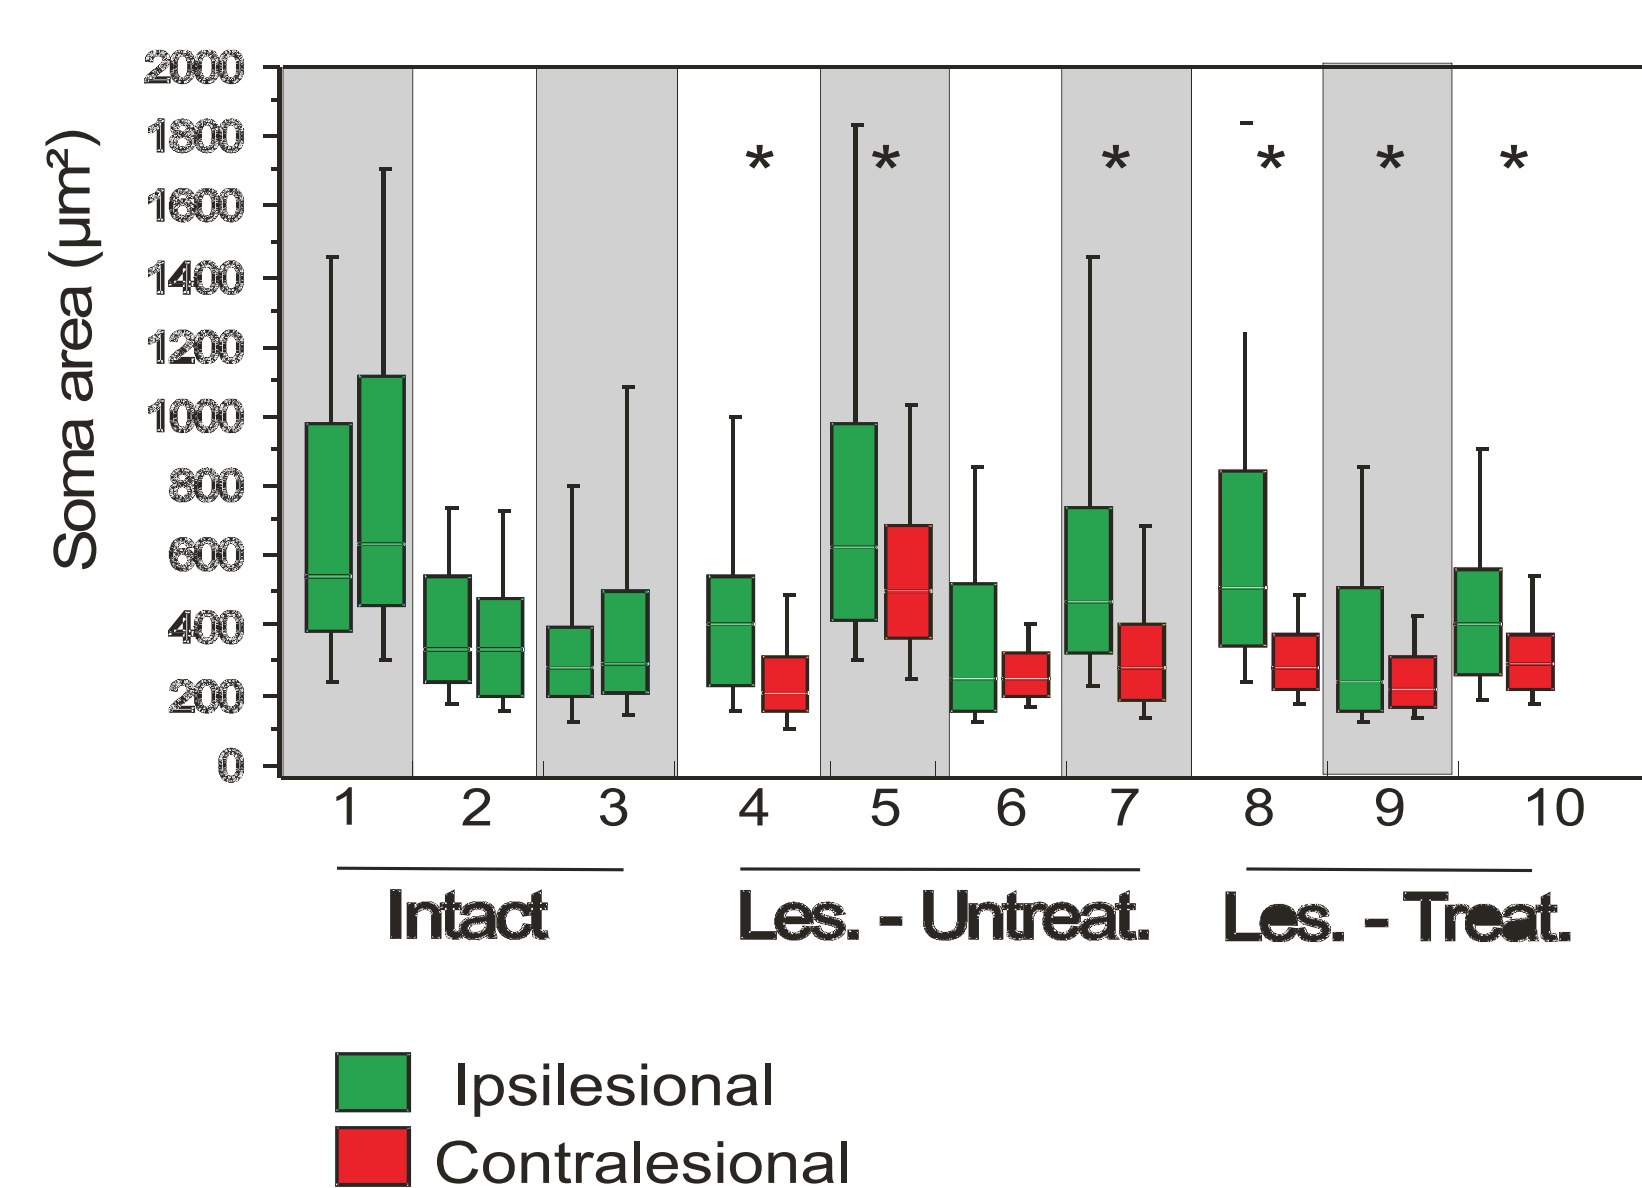 Soma area (µm²)
2000
1800
1600
1400
1200
1000
800
600
400
200
0
* * * * * *
1 2 3 4 5 6 7 8 9 10
Intact Les. - Untreat. Les. - Treat.
Ipsilesional
Contralesional